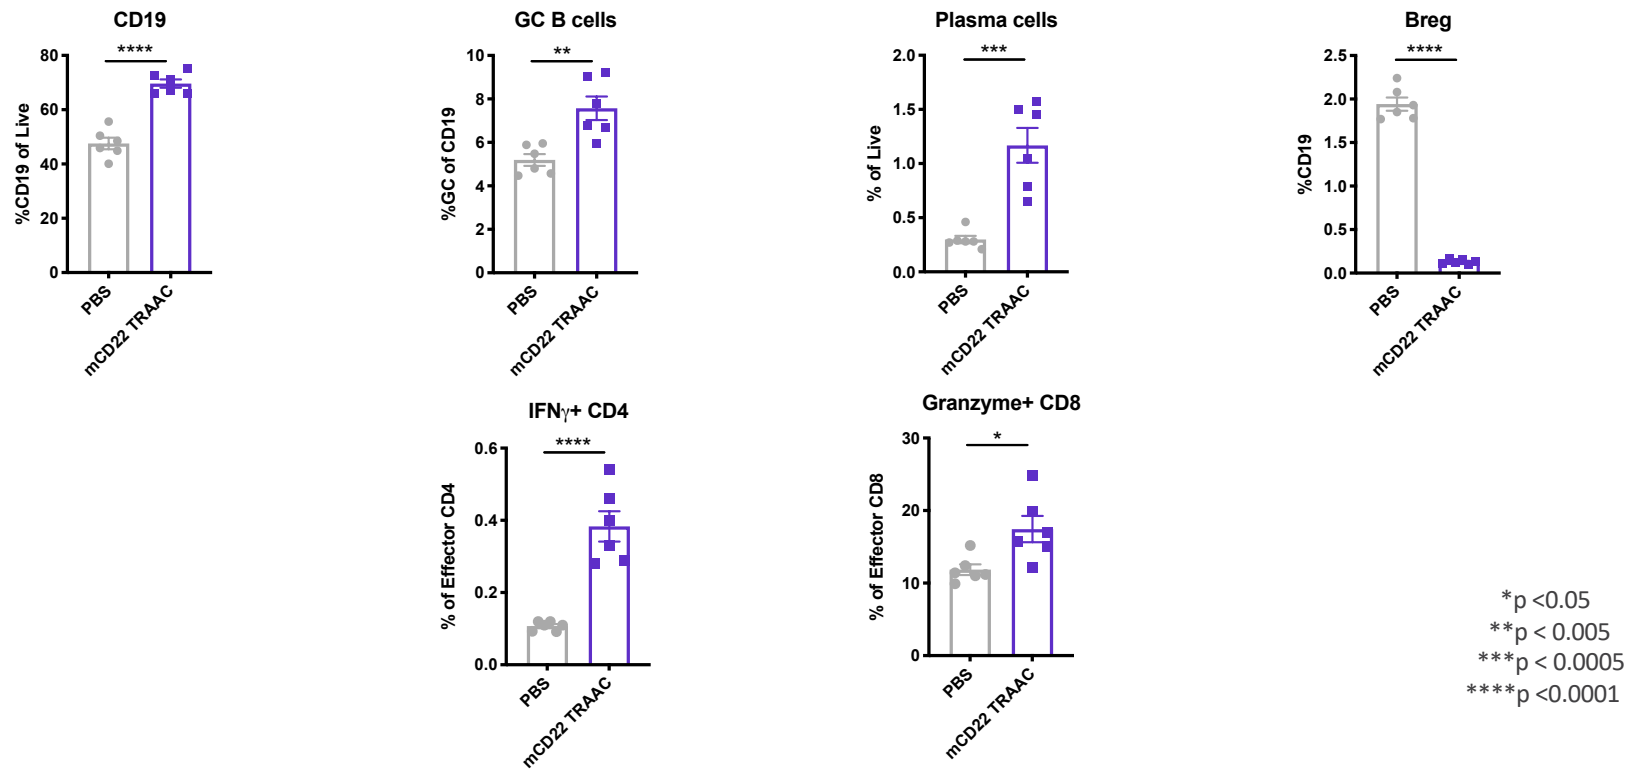 CD19
****
80
60
40
20
0
%CD19 of Live
PBS
mCD22 TRAAC
GC B cells
**
10
8
6
4
2
0
%GC of CD19
PBS
mCD22 TRAAC
Plasma cells
***
2.0
1.5
1.0
0.5
0.0
% of Live
PBS
mCD22 TRAAC
Breg
****
2.5
2.0
1.5
1.0
0.5
0.0
%CD19
PBS
mCD22 TRAAC
IFNγ+ CD4
****
0.6
0.4
0.2
0.0
% of Effector CD4
PBS
mCD22 TRAAC
Granzyme+ CD8
*
30
20
10
0
% of Effector CD8
PBS
mCD22 TRAAC
*p <0.05
**p < 0.005
***p < 0.0005
****p <0.0001